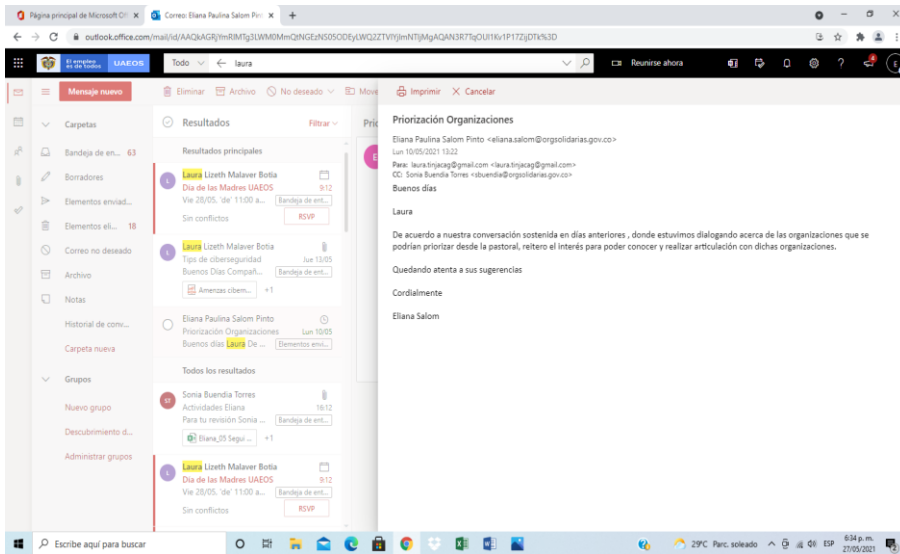 Página principal de Microsoft Off
Correo: Eliana Paulina Salom Pin
outlook.office.com/mail/id/
El empleo es de todos
UAEOS
Todo
laura
Reunirse ahora
Mensaje nuevo
Eliminar
Archivo
No deseado
Move
Imprimir
Cancelar
Carpetas
Bandeja de en... 63
Borradores
Elementos enviad...
Elementos eli... 18
Correo no deseado
Archivo
Notas
Historial de conv...
Carpeta nueva
Grupos
Nuevo grupo
Descubrimiento d...
Administrar grupos
Resultados
Filtrar
Resultados principales
Laura Lizeth Malaver Botia
Día de las Madres UAEOS 9:12
Vie 28/05. 'de' 11:00 a... Bandeja de ent...
Sin conflictos RSVP
Laura Lizeth Malaver Botia
Tips de ciberseguridad Jue 13/05
Buenos Días Compañ... Bandeja de ent...
Amenzas cibern... +1
Eliana Paulina Salom Pinto
Priorización Organizaciones Lun 10/05
Buenos días Laura De ... Elementos envi...
Todos los resultados
ST
Sonia Buendia Torres
Actividades Eliana 16:12
Para tu revisión Sonia ... Bandeja de ent...
Eliana_05 Segui ... +1
L
Laura Lizeth Malaver Botia
Día de las Madres UAEOS 9:12
Vie 28/05. 'de' 11:00 a... Bandeja de ent...
Sin conflictos RSVP
Prio
E
Priorización Organizaciones
Eliana Paulina Salom Pinto <eliana.salom@orgsolidarias.gov.co>
Lun 10/05/2021 13:22
Para: laura.tinjacag@gmail.com <laura.tinjacag@gmail.com>
CC: Sonia Buendia Torres <sbuendia@orgsolidarias.gov.co>
Buenos días
Laura
De acuerdo a nuestra conversación sostenida en días anteriores , donde estuvimos dialogando acerca de las organizaciones que se
podrían priorizar desde la pastoral, reitero el interés para poder conocer y realizar articulación con dichas organizaciones.
Quedando atenta a sus sugerencias
Cordialmente
Eliana Salom
Escribe aquí para buscar
29°C Parc. soleado
ESP
6:34 p. m.
27/05/2021